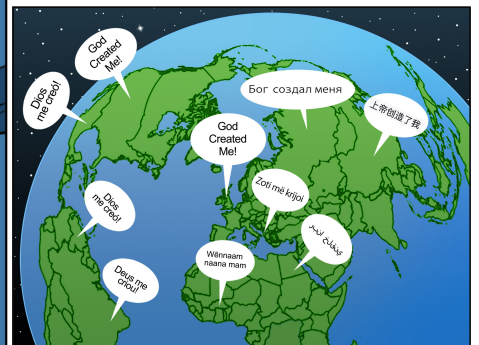 God
Created
Me!
Dios
me creó!
Бог создал меня
上帝创造了我
God
Created
Me!
Zoti më krijoi
Dios
me creó!
Wẽnnaam
naana mam
Deus me
criou!